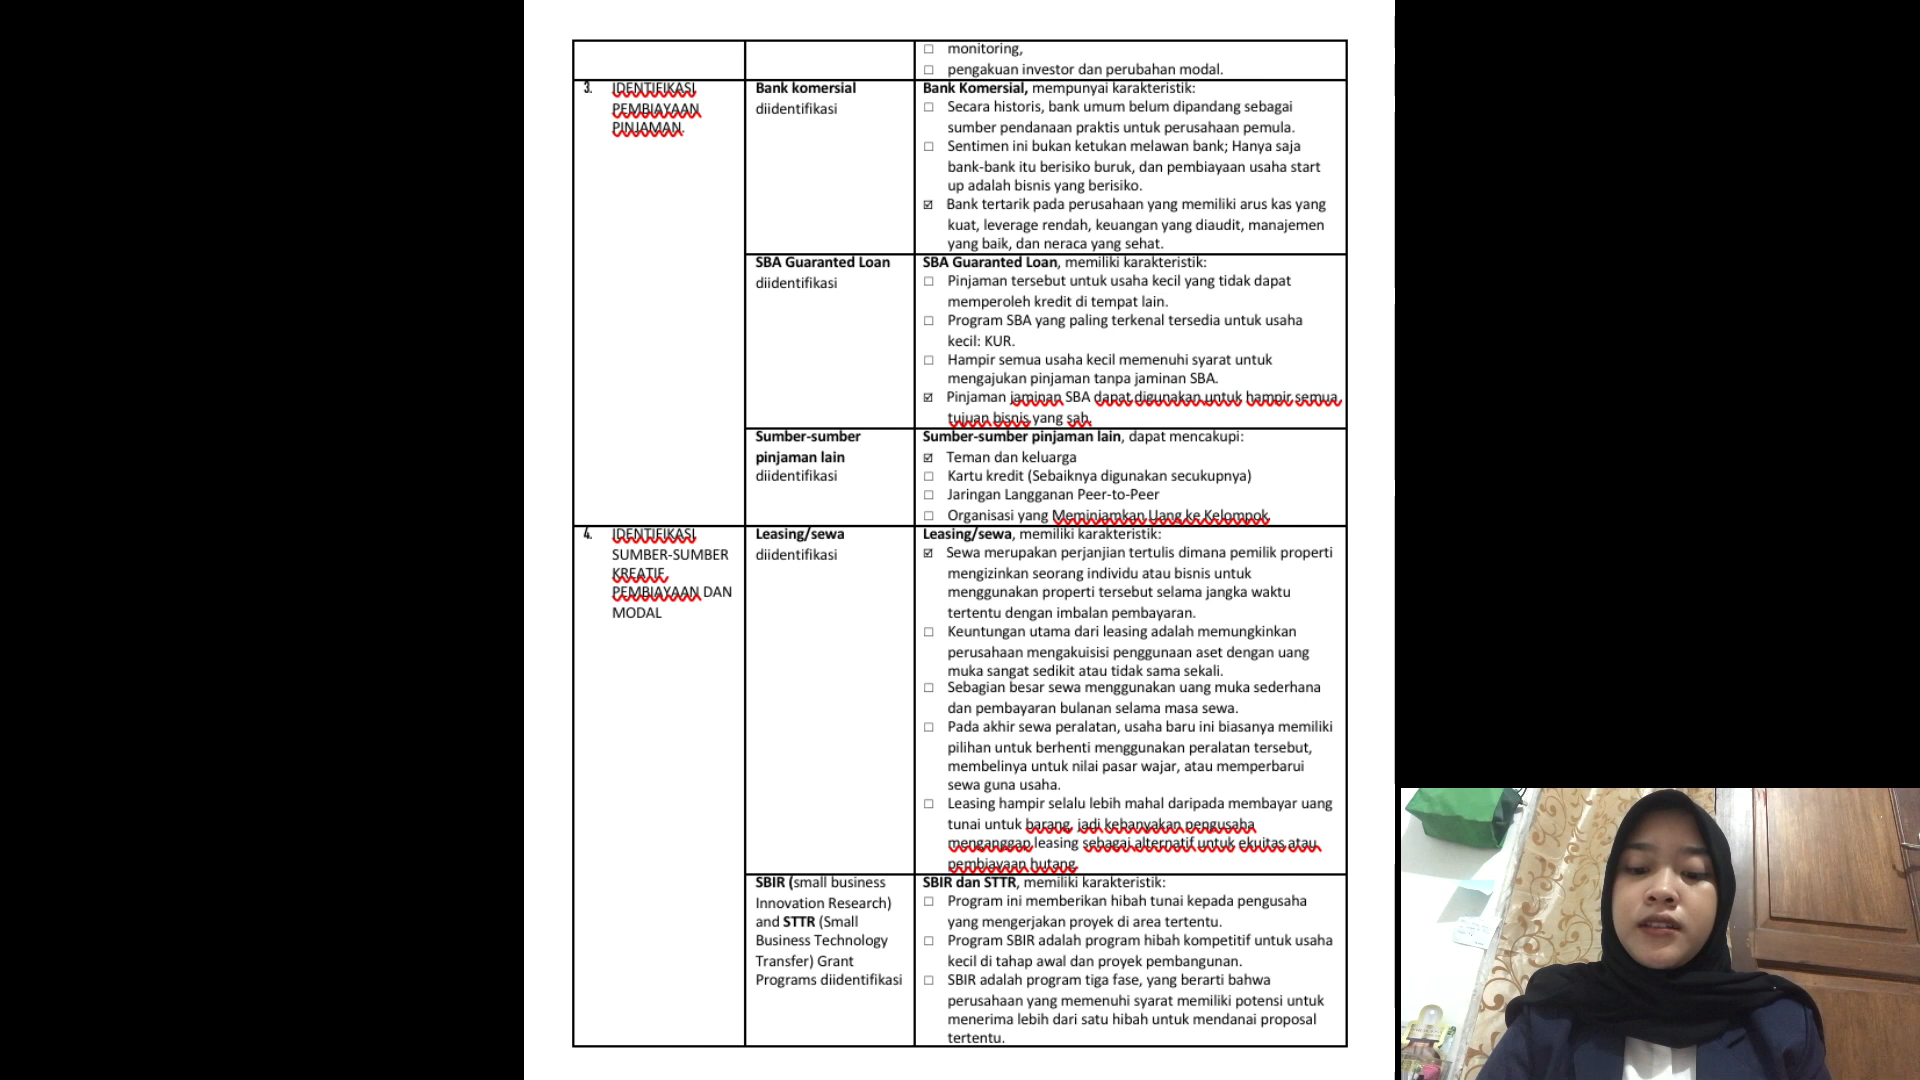 ☐ monitoring,
☐ pengakuan investor dan perubahan modal.
3. IDENTIFIKASI
PEMBIAYAAN
PINJAMAN.
Bank komersial
diidentifikasi
Bank Komersial, mempunyai karakteristik:
☐ Secara historis, bank umum belum dipandang sebagai
sumber pendanaan praktis untuk perusahaan pemula.
☐ Sentimen ini bukan ketukan melawan bank; Hanya saja
bank-bank itu berisiko buruk, dan pembiayaan usaha start
up adalah bisnis yang berisiko.
☑ Bank tertarik pada perusahaan yang memiliki arus kas yang
kuat, leverage rendah, keuangan yang diaudit, manajemen
yang baik, dan neraca yang sehat.
SBA Guaranted Loan
diidentifikasi
SBA Guaranted Loan, memiliki karakteristik:
☐ Pinjaman tersebut untuk usaha kecil yang tidak dapat
memperoleh kredit di tempat lain.
☐ Program SBA yang paling terkenal tersedia untuk usaha
kecil: KUR.
☐ Hampir semua usaha kecil memenuhi syarat untuk
mengajukan pinjaman tanpa jaminan SBA.
☑ Pinjaman jaminan SBA dapat digunakan untuk hampir semua
tujuan bisnis yang sah.
Sumber-sumber
pinjaman lain
diidentifikasi
Sumber-sumber pinjaman lain, dapat mencakupi:
☑ Teman dan keluarga
☐ Kartu kredit (Sebaiknya digunakan secukupnya)
☐ Jaringan Langganan Peer-to-Peer
☐ Organisasi yang Meminjamkan Uang ke Kelompok
4. IDENTIFIKASI
SUMBER-SUMBER
KREATIF
PEMBIAYAAN DAN
MODAL
Leasing/sewa
diidentifikasi
Leasing/sewa, memiliki karakteristik:
☑ Sewa merupakan perjanjian tertulis dimana pemilik properti
mengizinkan seorang individu atau bisnis untuk
menggunakan properti tersebut selama jangka waktu
tertentu dengan imbalan pembayaran.
☐ Keuntungan utama dari leasing adalah memungkinkan
perusahaan mengakuisisi penggunaan aset dengan uang
muka sangat sedikit atau tidak sama sekali.
☐ Sebagian besar sewa menggunakan uang muka sederhana
dan pembayaran bulanan selama masa sewa.
☐ Pada akhir sewa peralatan, usaha baru ini biasanya memiliki
pilihan untuk berhenti menggunakan peralatan tersebut,
membelinya untuk nilai pasar wajar, atau memperbarui
sewa guna usaha.
☐ Leasing hampir selalu lebih mahal daripada membayar uang
tunai untuk barang, jadi kebanyakan pengusaha
menganggap leasing sebagai alternatif untuk ekuitas atau
pembiayaan hutang.
SBIR (small business
Innovation Research)
and STTR (Small
Business Technology
Transfer) Grant
Programs diidentifikasi
SBIR dan STTR, memiliki karakteristik:
☐ Program ini memberikan hibah tunai kepada pengusaha
yang mengerjakan proyek di area tertentu.
☐ Program SBIR adalah program hibah kompetitif untuk usaha
kecil di tahap awal dan proyek pembangunan.
☐ SBIR adalah program tiga fase, yang berarti bahwa
perusahaan yang memenuhi syarat memiliki potensi untuk
menerima lebih dari satu hibah untuk mendanai proposal
tertentu.